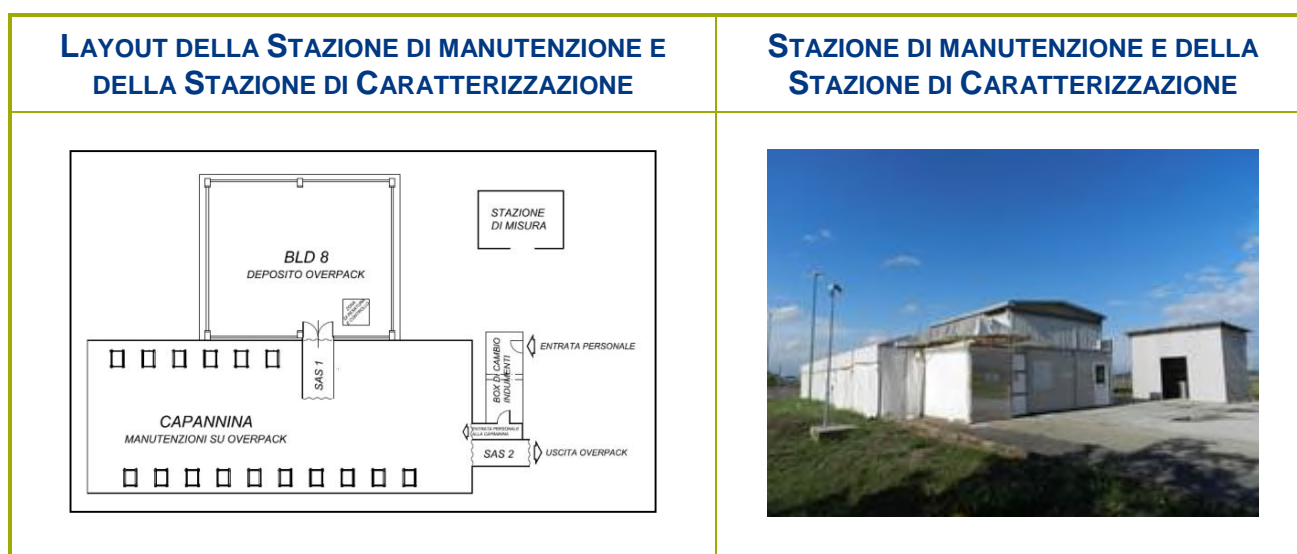 LAYOUT DELLA STAZIONE DI MANUTENZIONE E
DELLA STAZIONE DI CARATTERIZZAZIONE
STAZIONE DI MANUTENZIONE E DELLA
STAZIONE DI CARATTERIZZAZIONE
STAZIONE
DI MISURA
BLD 8
DEPOSITO OVERPACK
SAS 1
BOX DI CAMBIO
INDUMENTI
ENTRATA PERSONALE
CAPANNINA
MANUTENZIONI SU OVERPACK
ENTRATA PERSONALE
ALLA CAPANNINA
SAS 2
USCITA OVERPACK